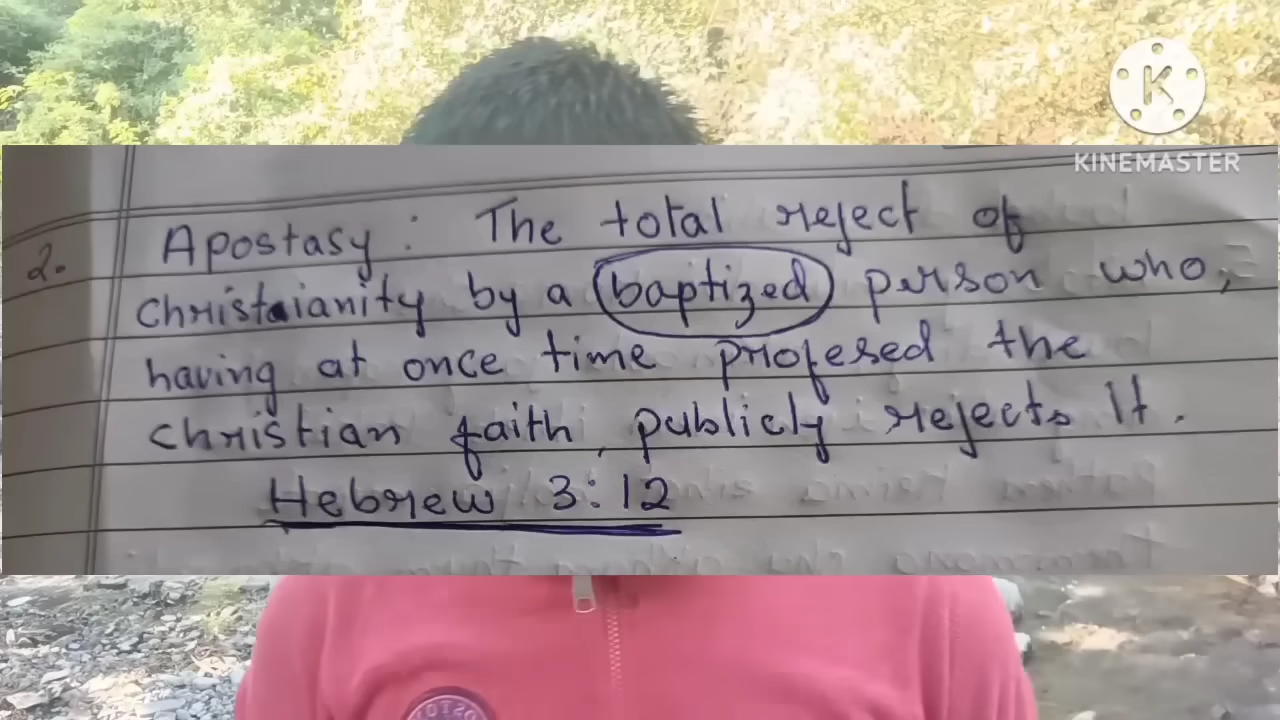 KINEMASTER
2. Apostasy : The total reject of
Christaianity by a baptized person who,
having at once time profesed the
christian faith, publicly rejects It.
Hebrew 3:12